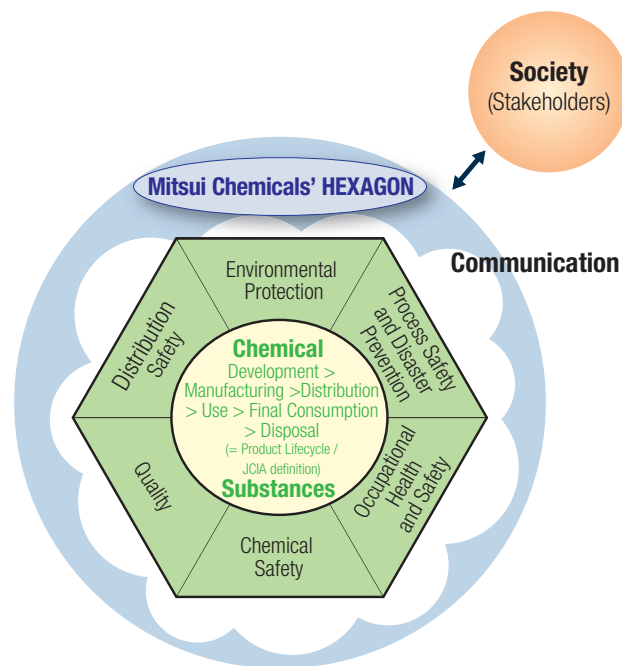 Society
(Stakeholders)
Mitsui Chemicals' HEXAGON
Communication
Environmental
Protection
Process Safety
and Disaster
Prevention
Distribution
Safety
Chemical
Development >
Manufacturing >Distribution
> Use > Final Consumption
> Disposal
(= Product Lifecycle /
JCIA definition)
Substances
Occupational
Health
and Safety
Quality
Chemical
Safety